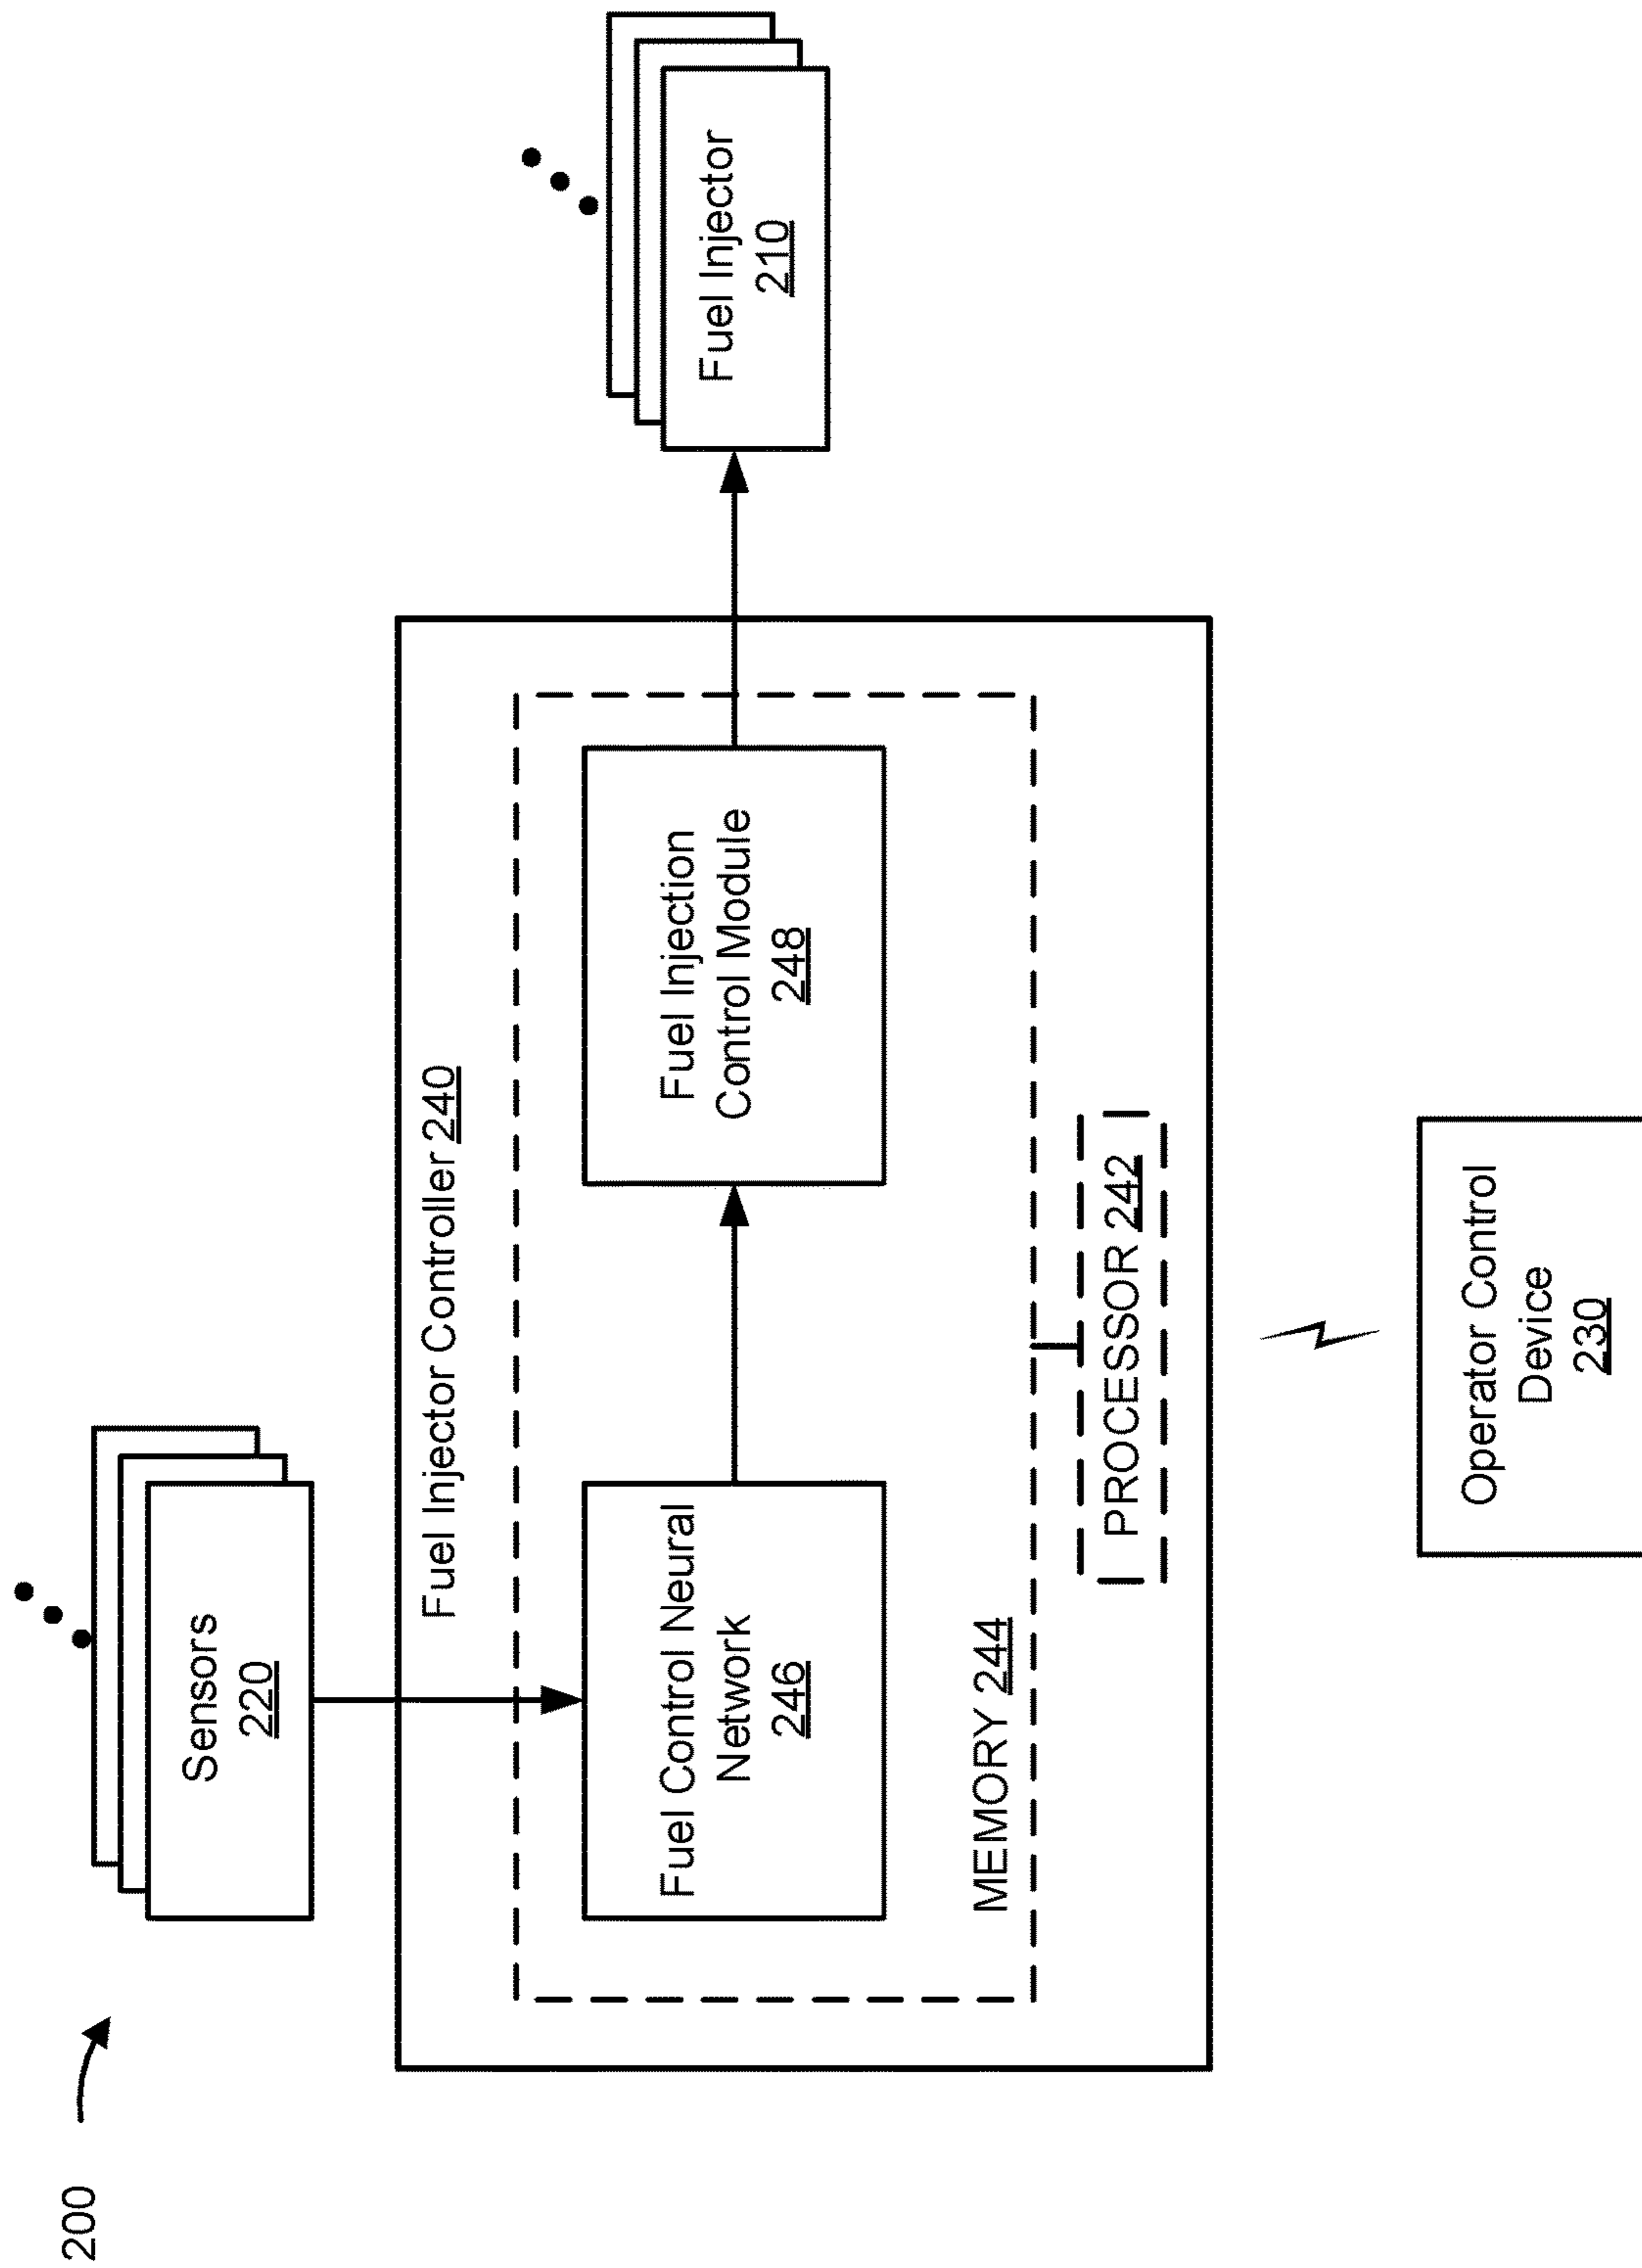 200
Sensors
220
Fuel Injector Controller 240
Fuel Control Neural
Network
246
Fuel Injection
Control Module
248
Fuel Injector
210
MEMORY 244
PROCESSOR 242
Operator Control
Device
230